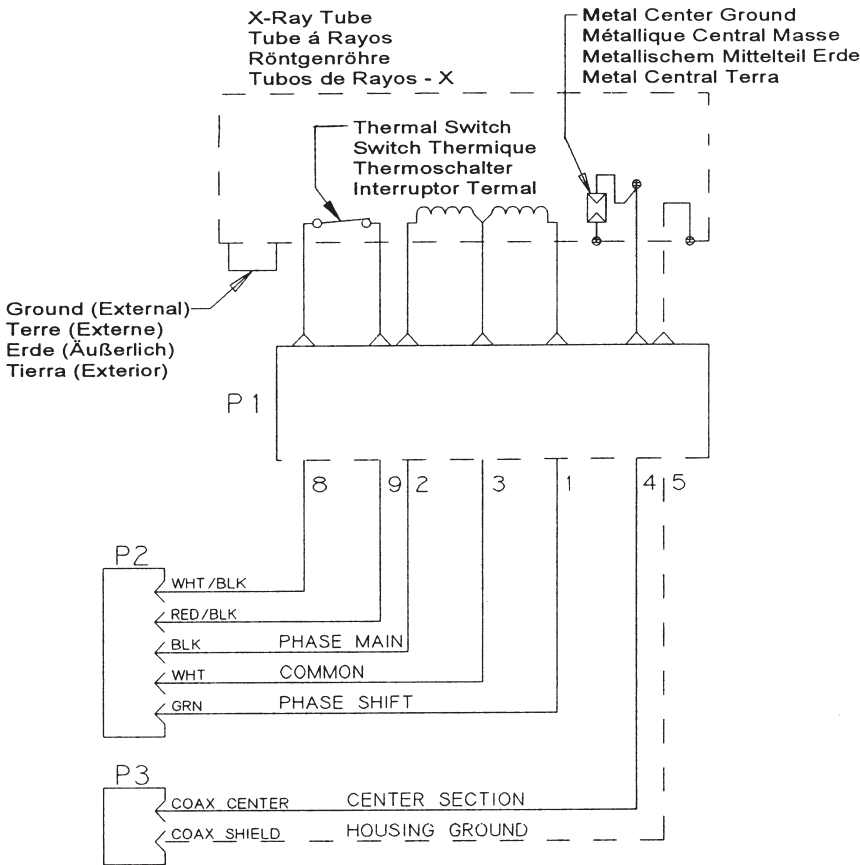 X-Ray Tube
Tube á Rayos
Röntgenröhre
Tubos de Rayos - X
Metal Center Ground
Métallique Central Masse
Metallischem Mittelteil Erde
Metal Central Terra
Thermal Switch
Switch Thermique
Thermoschalter
Interruptor Termal
Ground (External)
Terre (Externe)
Erde (Äußerlich)
Tierra (Exterior)
P1
8 9 2 3 1 4 5
P2
WHT/BLK
RED/BLK
BLK PHASE MAIN
WHT COMMON
GRN PHASE SHIFT
P3
COAX CENTER CENTER SECTION
COAX SHIELD HOUSING GROUND